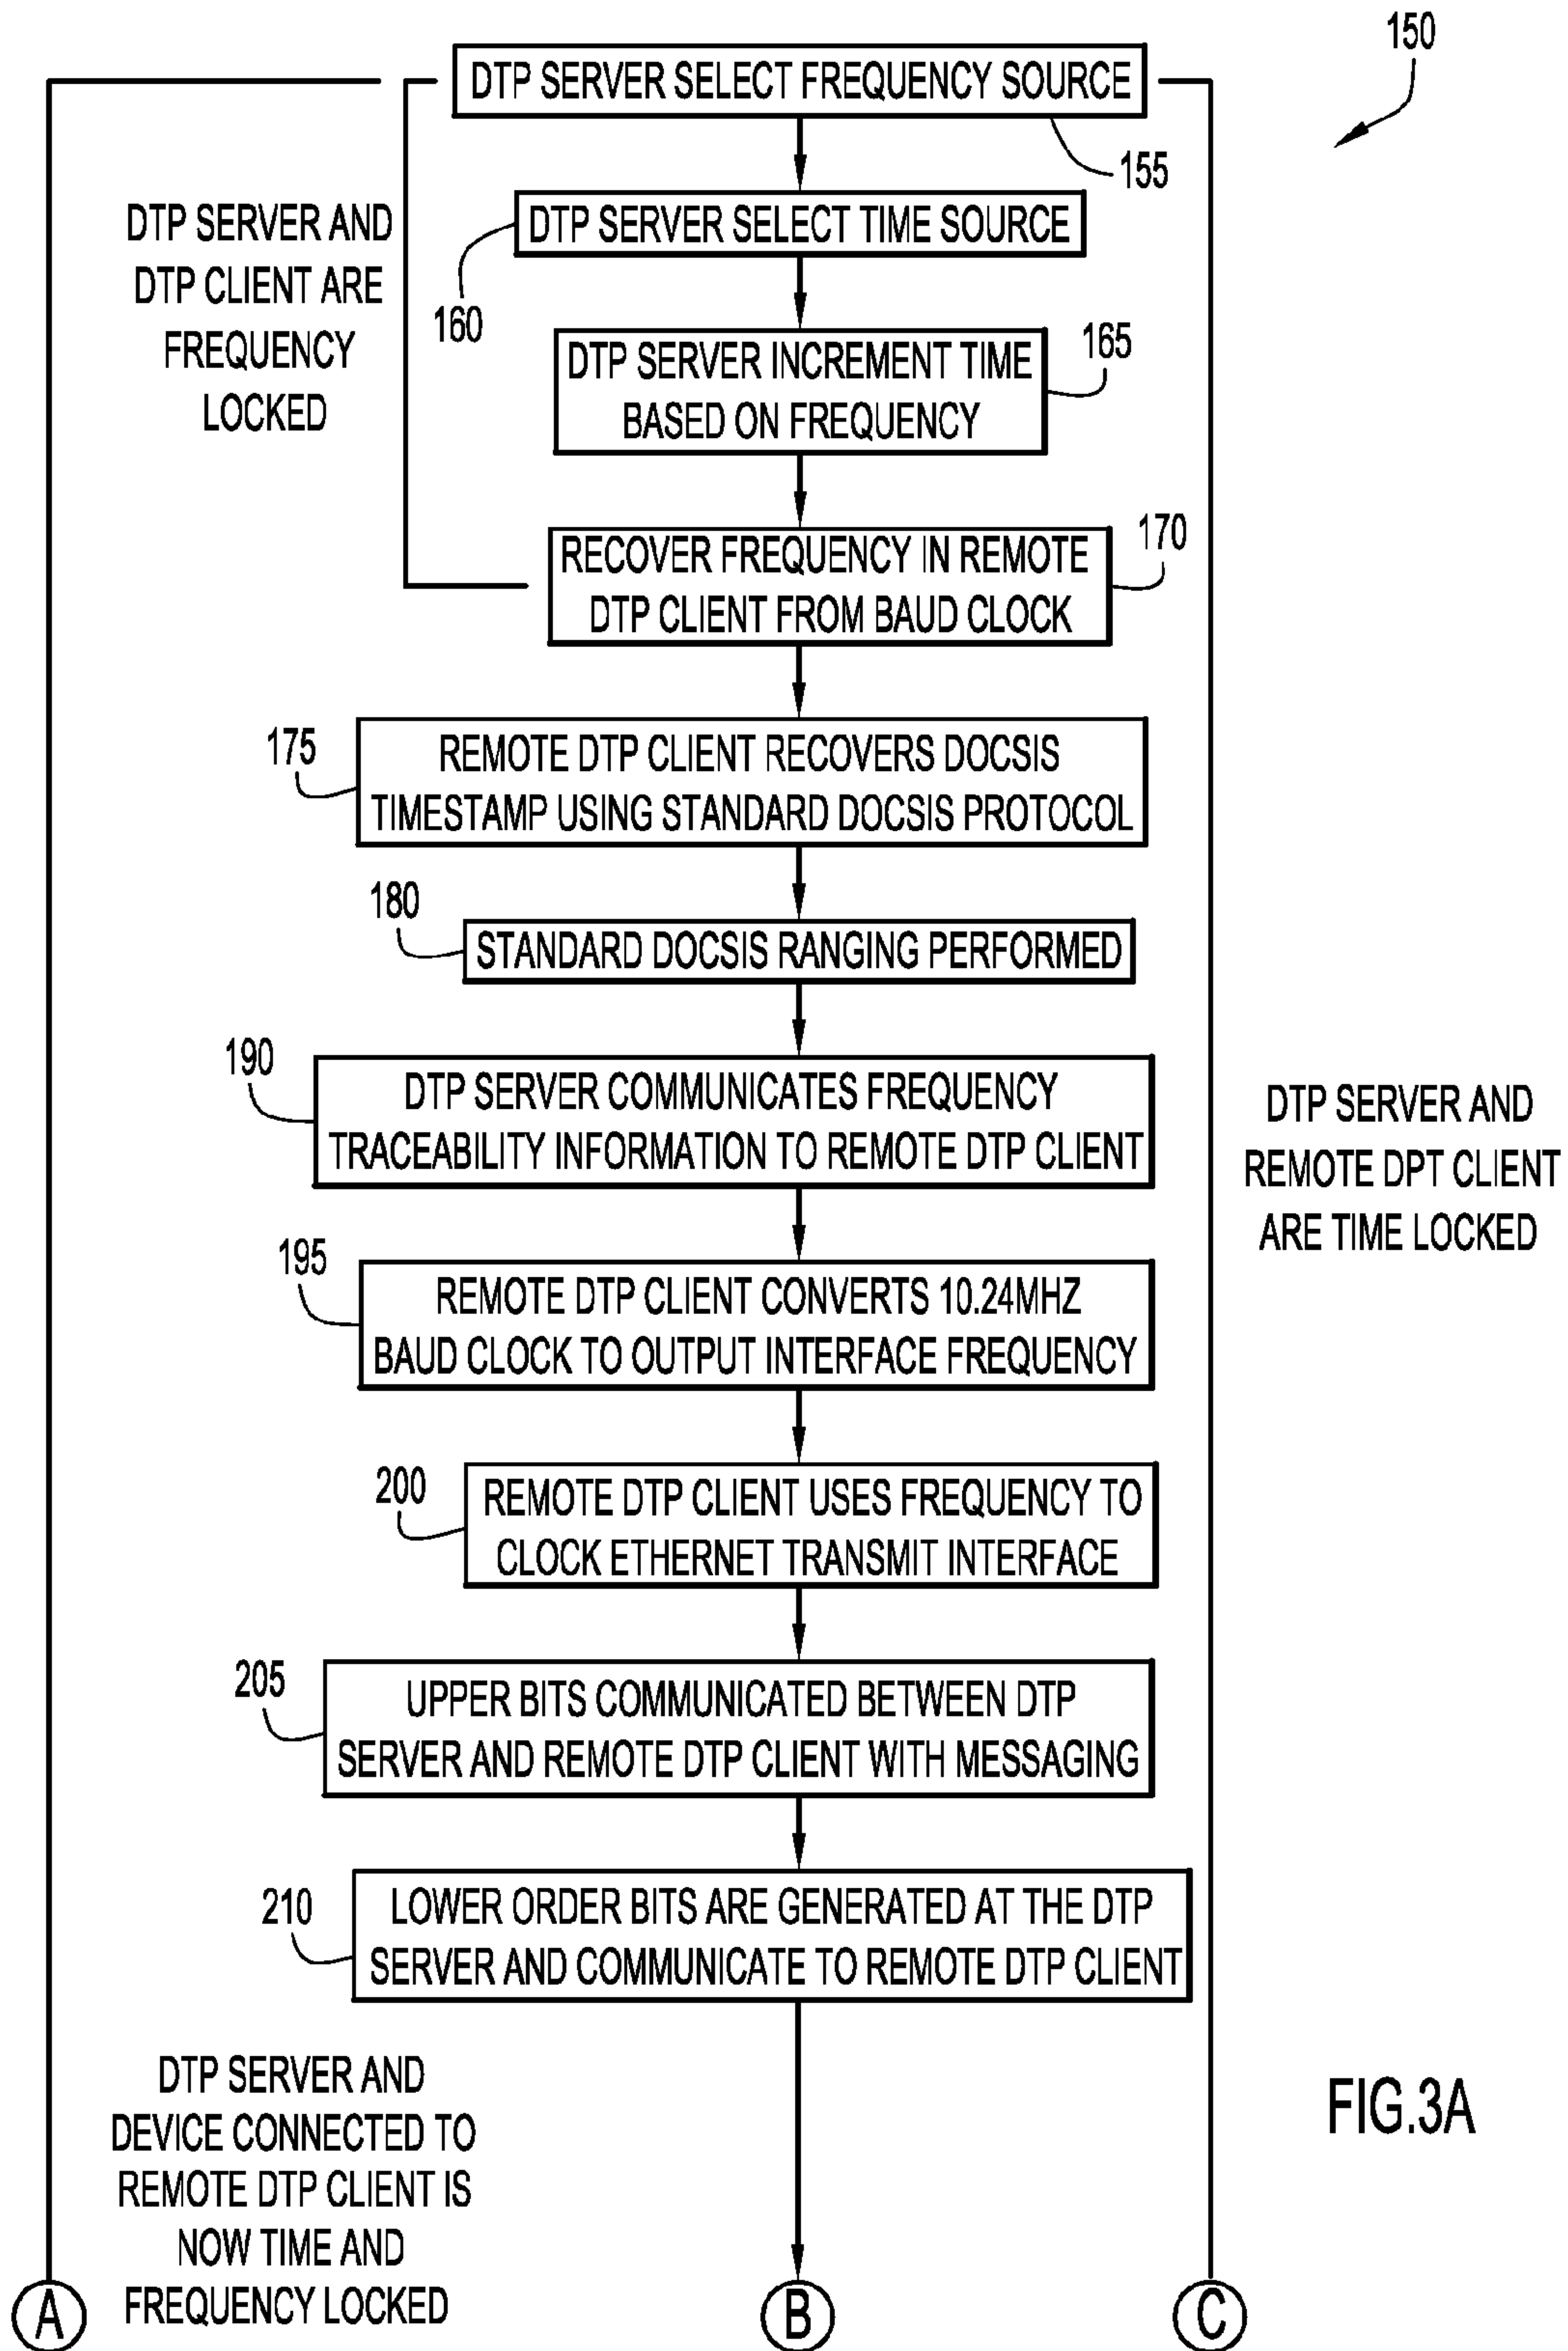 150
DTP SERVER SELECT FREQUENCY SOURCE
155
DTP SERVER SELECT TIME SOURCE
160
DTP SERVER AND
DTP CLIENT ARE
FREQUENCY
LOCKED
DTP SERVER INCREMENT TIME
BASED ON FREQUENCY
165
RECOVER FREQUENCY IN REMOTE
DTP CLIENT FROM BAUD CLOCK
170
175
REMOTE DTP CLIENT RECOVERS DOCSIS
TIMESTAMP USING STANDARD DOCSIS PROTOCOL
180
STANDARD DOCSIS RANGING PERFORMED
190
DTP SERVER COMMUNICATES FREQUENCY
TRACEABILITY INFORMATION TO REMOTE DTP CLIENT
DTP SERVER AND
REMOTE DPT CLIENT
ARE TIME LOCKED
195
REMOTE DTP CLIENT CONVERTS 10.24MHZ
BAUD CLOCK TO OUTPUT INTERFACE FREQUENCY
200
REMOTE DTP CLIENT USES FREQUENCY TO
CLOCK ETHERNET TRANSMIT INTERFACE
205
UPPER BITS COMMUNICATED BETWEEN DTP
SERVER AND REMOTE DTP CLIENT WITH MESSAGING
210
LOWER ORDER BITS ARE GENERATED AT THE DTP
SERVER AND COMMUNICATE TO REMOTE DTP CLIENT
DTP SERVER AND
DEVICE CONNECTED TO
REMOTE DTP CLIENT IS
NOW TIME AND
FREQUENCY LOCKED
FIG.3A
A
B
C